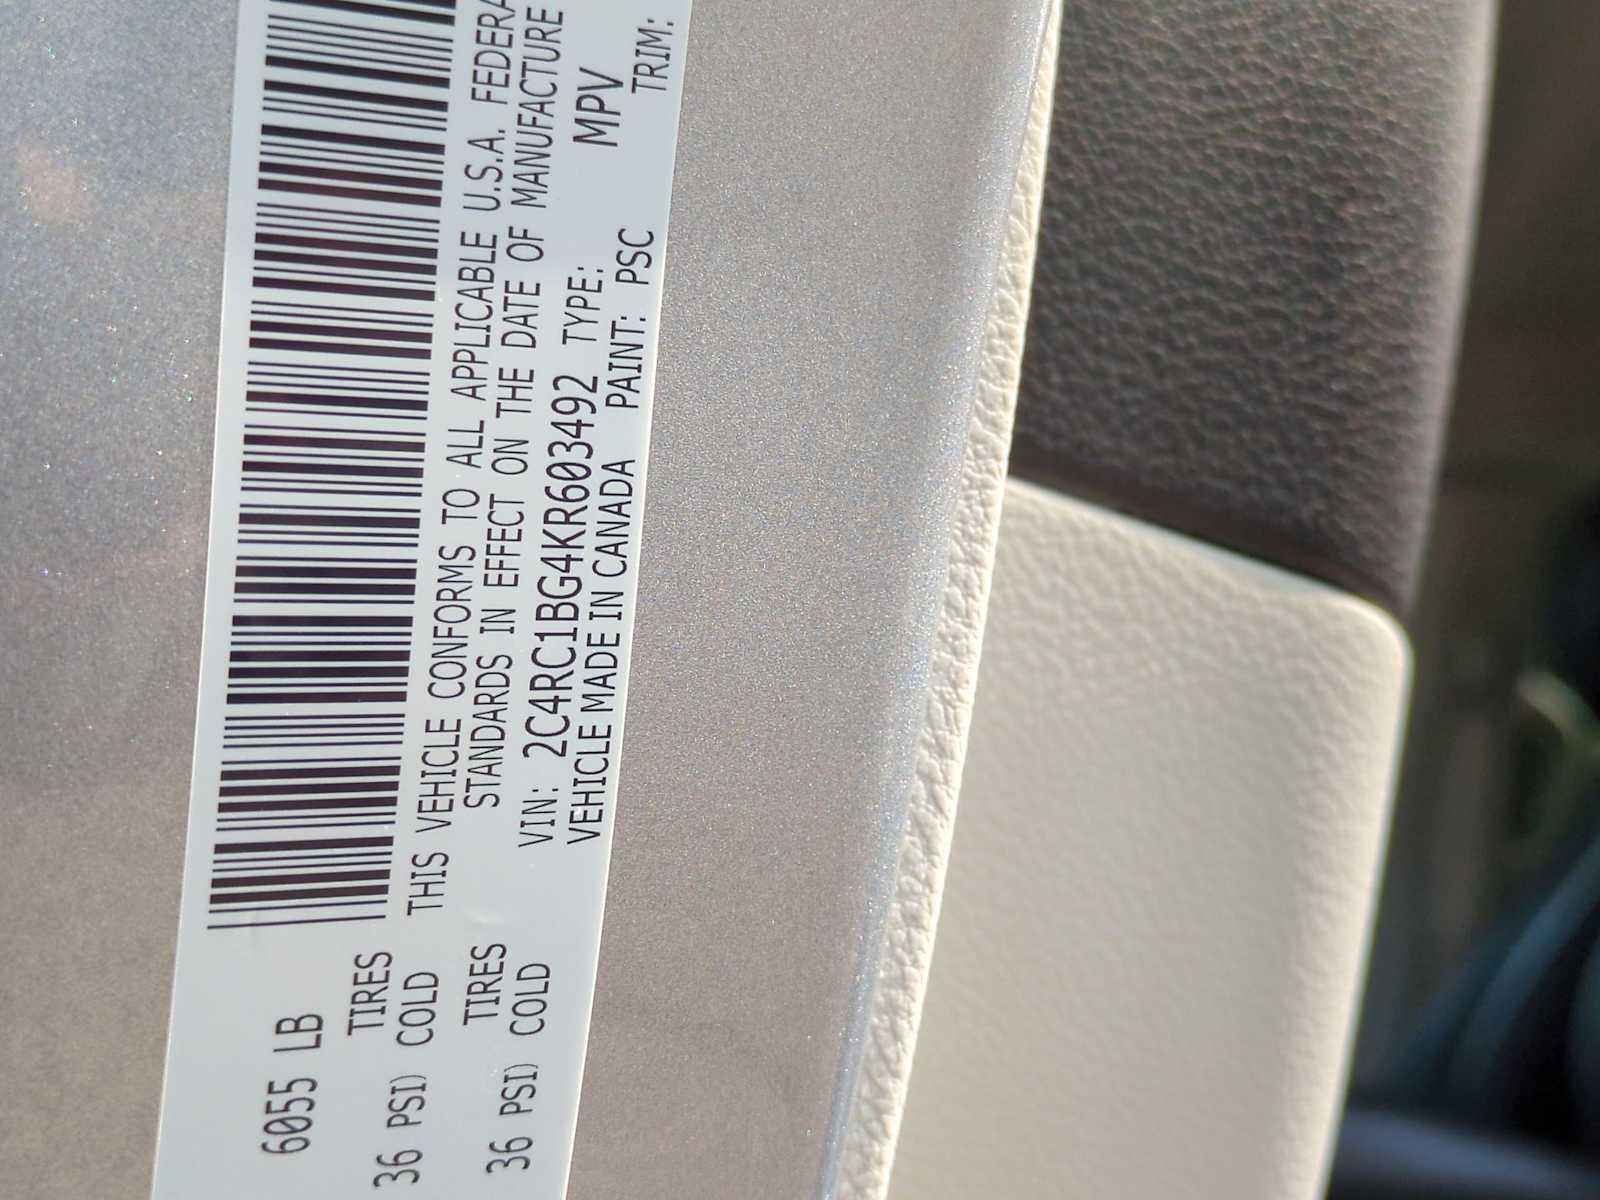 6055 LB
TIRES
36 PSI) COLD
TIRES
36 PSI) COLD
THIS VEHICLE CONFORMS TO ALL APPLICABLE U.S.A. FEDERA
STANDARDS IN EFFECT ON THE DATE OF MANUFACTURE
VIN: 2C4RC1BG4KR603492 TYPE: MPV
VEHICLE MADE IN CANADA PAINT: PSC TRIM: